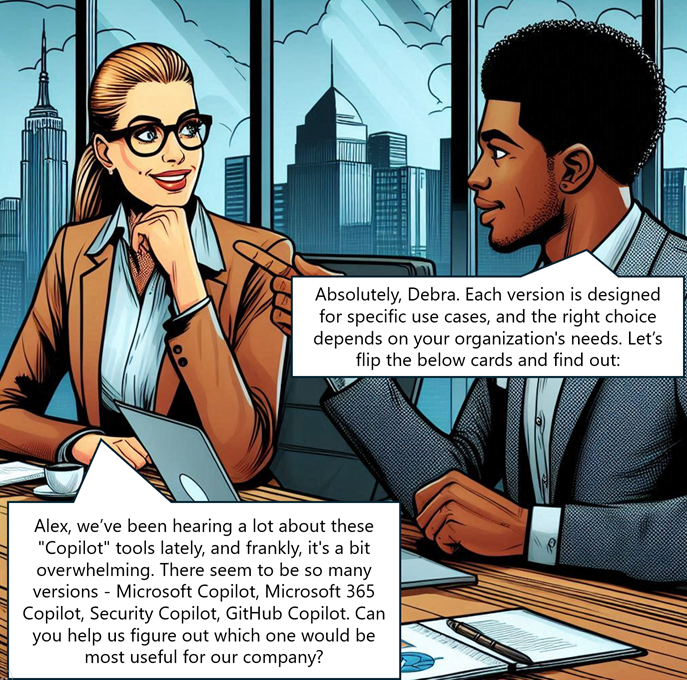 Alex, we’ve been hearing a lot about these
"Copilot" tools lately, and frankly, it's a bit
overwhelming. There seem to be so many
versions - Microsoft Copilot, Microsoft 365
Copilot, Security Copilot, GitHub Copilot. Can
you help us figure out which one would be
most useful for our company?
Absolutely, Debra. Each version is designed
for specific use cases, and the right choice
depends on your organization's needs. Let’s
flip the below cards and find out: